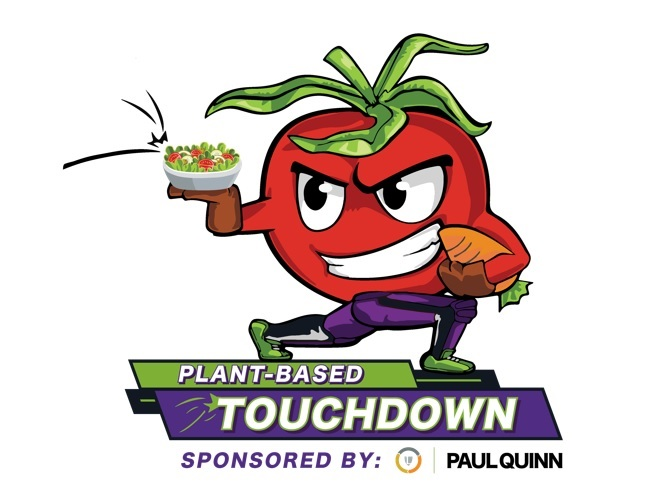 PLANT-BASED
TOUCHDOWN
SPONSORED BY: PAUL QUINN